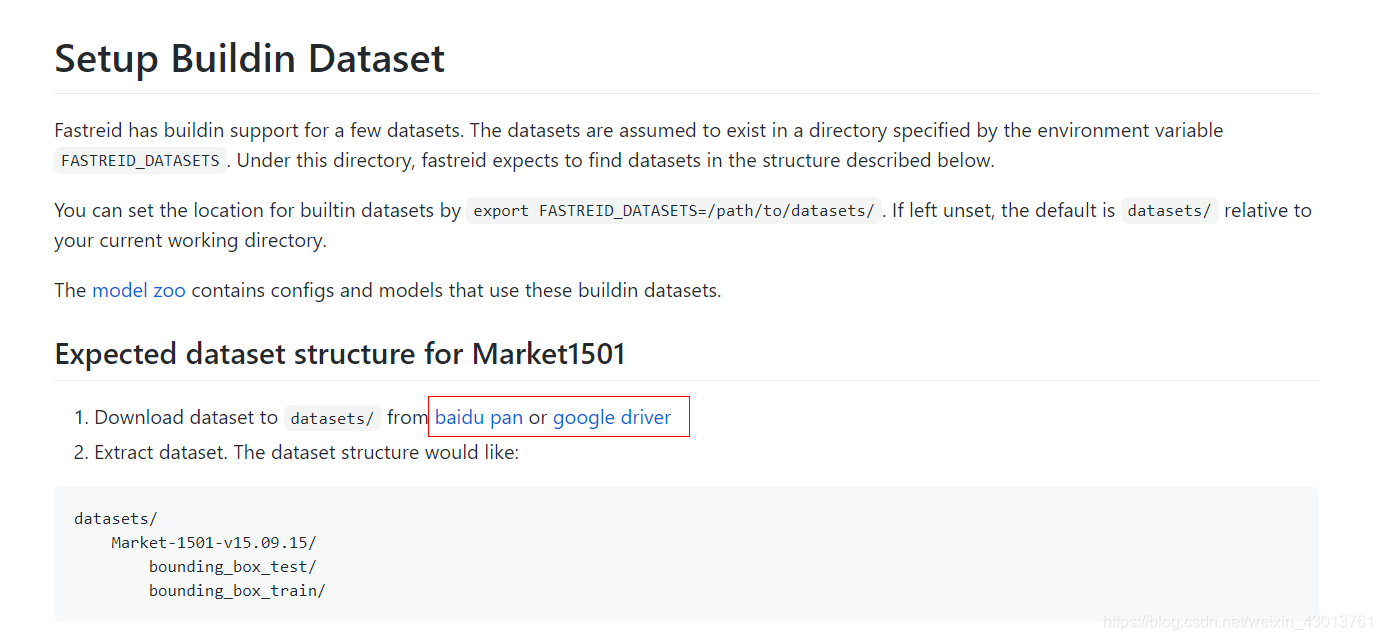 Setup Buildin Dataset
Fastreid has buildin support for a few datasets. The datasets are assumed to exist in a directory specified by the environment variable
FASTREID_DATASETS . Under this directory, fastreid expects to find datasets in the structure described below.
You can set the location for builtin datasets by export FASTREID_DATASETS=/path/to/datasets/ . If left unset, the default is datasets/ relative to
your current working directory.
The model zoo contains configs and models that use these buildin datasets.
Expected dataset structure for Market1501
1. Download dataset to datasets/ from baidu pan or google driver
2. Extract dataset. The dataset structure would like:
datasets/
    Market-1501-v15.09.15/
        bounding_box_test/
        bounding_box_train/
https://blog.csdn.net/weixin_43013761